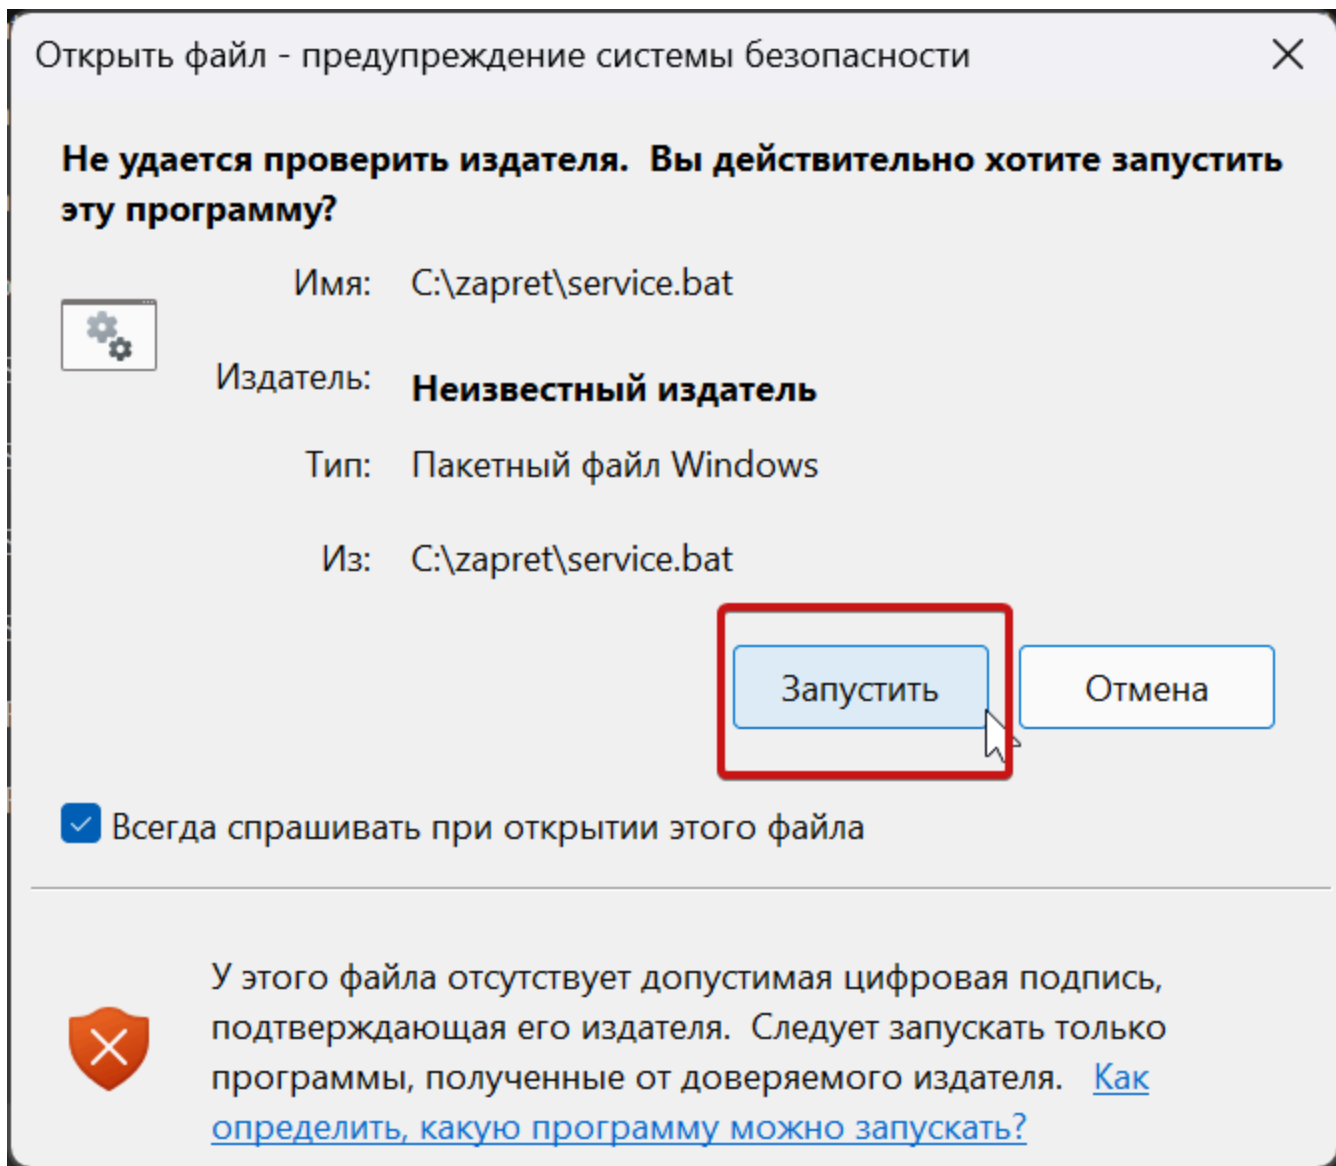 Открыть файл - предупреждение системы безопасности
Не удается проверить издателя.  Вы действительно хотите запустить
эту программу?
Имя: C:\zapret\service.bat
Издатель: Неизвестный издатель
Тип: Пакетный файл Windows
Из: C:\zapret\service.bat
Запустить Отмена
Всегда спрашивать при открытии этого файла
У этого файла отсутствует допустимая цифровая подпись,
подтверждающая его издателя.  Следует запускать только
программы, полученные от доверяемого издателя.  Как
определить, какую программу можно запускать?